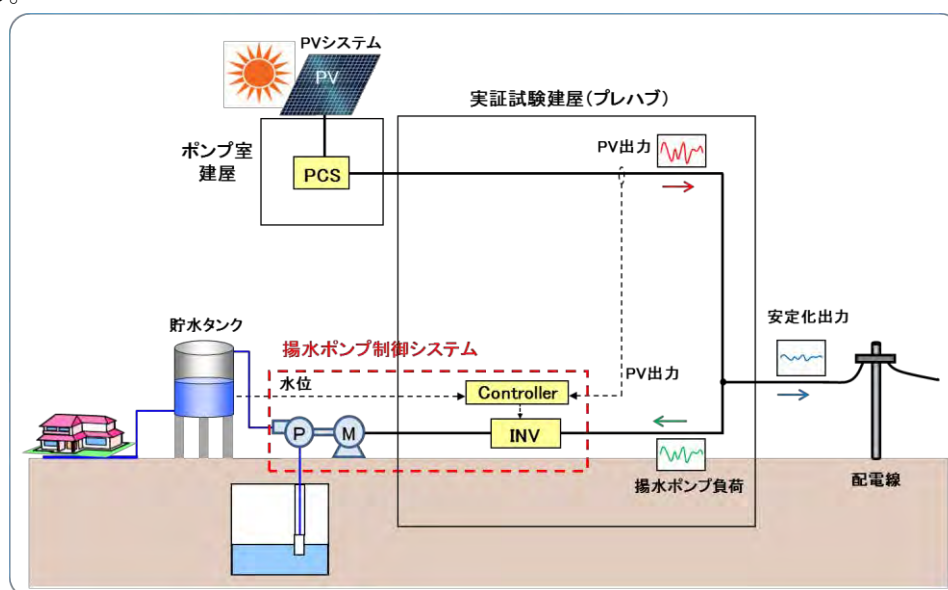 。
PVシステム
PV
実証試験建屋(プレハブ)
ポンプ室
建屋
PCS
PV出力
貯水タンク
揚水ポンプ制御システム
安定化出力
水位
Controller
PV出力
P
M
INV
揚水ポンプ負荷
配電線